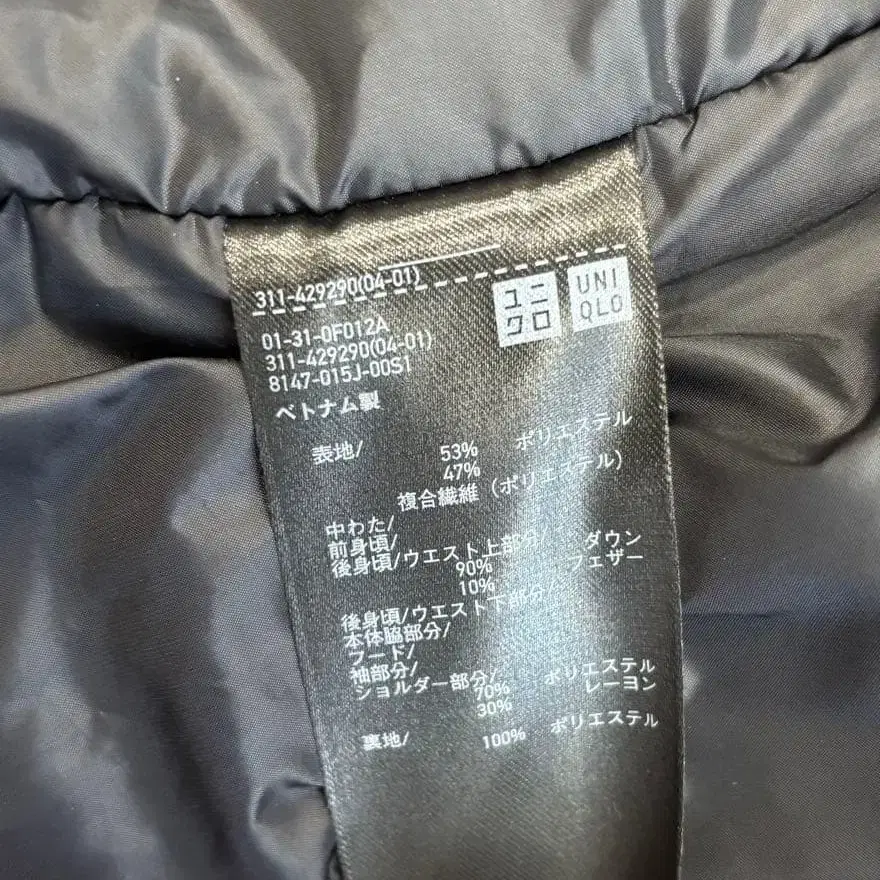 311-429290(04-01)
ユニクロ
UNIQLO
01-31-0F012A
311-429290(04-01)
8147-015J-00S1
ベトナム製
表地/ 53% ポリエステル
47%
複合繊維(ポリエステル)
中わた/
前身頃/
後身頃/ウエスト上部分/
90% ダウン
10% フェザー
後身頃/ウエスト下部分/
本体脇部分/
フード/
袖部分/
ショルダー部分/
70% ポリエステル
30% レーヨン
裏地/ 100% ポリエステル